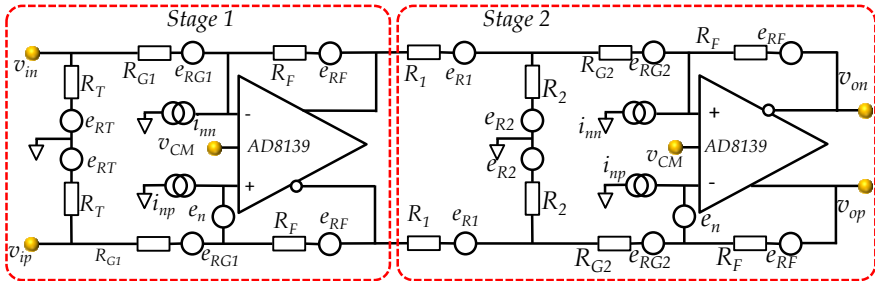 Stage 1
Stage 2
v_in
R_G1
e_RG1
R_F
e_RF
R_1
e_R1
R_G2
e_RG2
R_F
e_RF
R_T
e_RT
e_RT
R_T
i_nn
-
v_CM
AD8139
+
i_np
e_n
R_2
e_R2
e_R2
R_2
i_nn
+
v_CM
AD8139
-
i_np
e_n
v_on
v_op
v_ip
R_G1
e_RG1
R_F
e_RF
R_1
e_R1
R_G2
e_RG2
R_F
e_RF